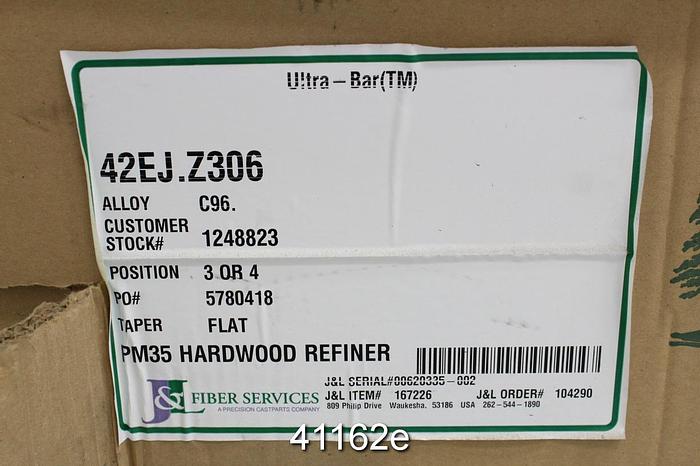 Ultra-Bar(TM)
42EJ.Z306
ALLOY C96.
CUSTOMER STOCK# 1248823
POSITION 3 OR 4
PO# 5780418
TAPER FLAT
PM35 HARDWOOD REFINER
J&L SERIAL#00620335-002
J&L FIBER SERVICES
A PRECISION CASTPARTS COMPANY
J&L ITEM# 167226 J&L ORDER# 104290
809 Philip Drive Waukesha. 53186 USA 262-544-1890
41162e